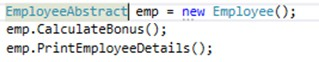 EmployeeAbstract emp = new Employee();
emp.CalculateBonus();
emp.PrintEmployeeDetails();